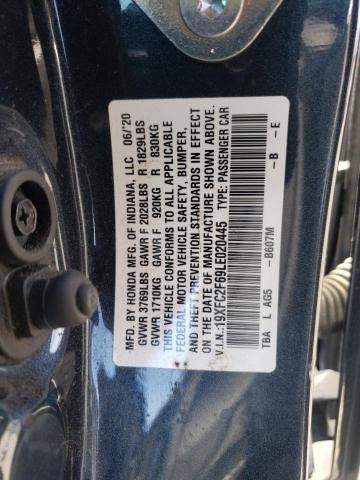 MFD. BY HONDA MFG. OF INDIANA, LLC 06/'20
GVWR 3769LBS GAWR F 2028LBS R 1829LBS
GVWR 1710KG GAWR F 920KG R 830KG
THIS VEHICLE CONFORMS TO ALL APPLICABLE
FEDERAL MOTOR VEHICLE SAFETY, BUMPER,
AND THEFT PREVENTION STANDARDS IN EFFECT
ON THE DATE OF MANUFACTURE SHOWN ABOVE.
V.I.N.:19XFC2F69LE020445 TYPE: PASSENGER CAR
TBA L AG5 -B607M -B -E